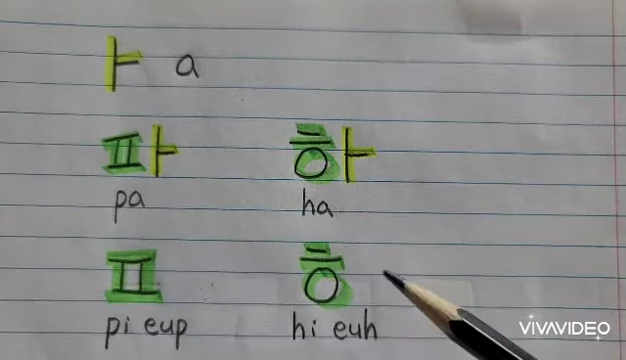 ㅏ a
파 하
pa ha
ㅍ ㅎ
pi eup hi euh
VIVAVIDEO